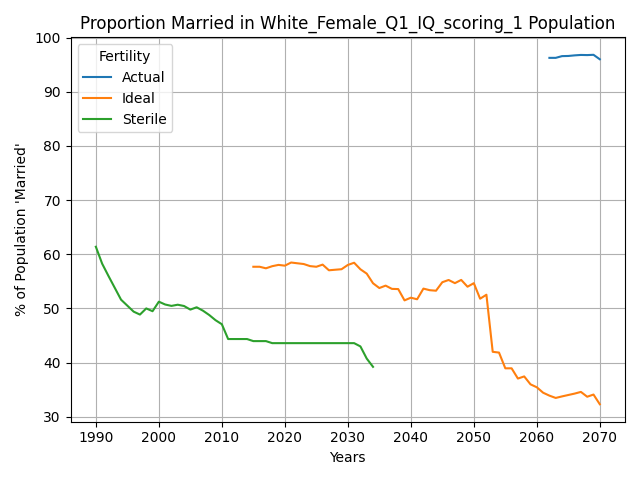 Proportion Married in White_Female_Q1_IQ_scoring_1 Population
% of Population 'Married'
100
90
80
70
60
50
40
30
Fertility
Actual
Ideal
Sterile
1990 2000 2010 2020 2030 2040 2050 2060 2070
Years